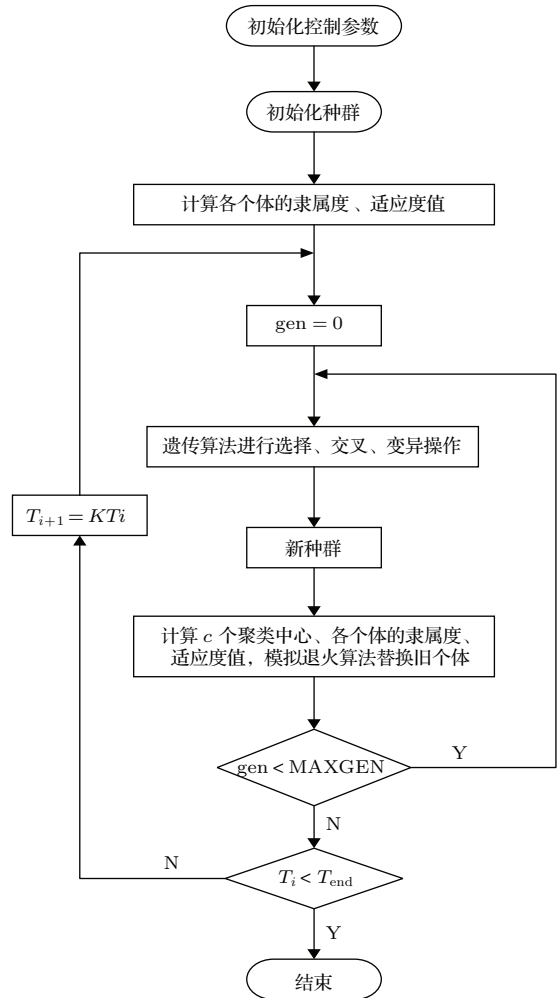 初始化控制参数
初始化种群
计算各个体的隶属度、适应度值
gen = 0
遗传算法进行选择、交叉、变异操作
T_{i+1} = KTi
新种群
计算 c 个聚类中心、各个体的隶属度、
适应度值，模拟退火算法替换旧个体
gen < MAXGEN
Y
N
N
T_i < T_end
Y
结束